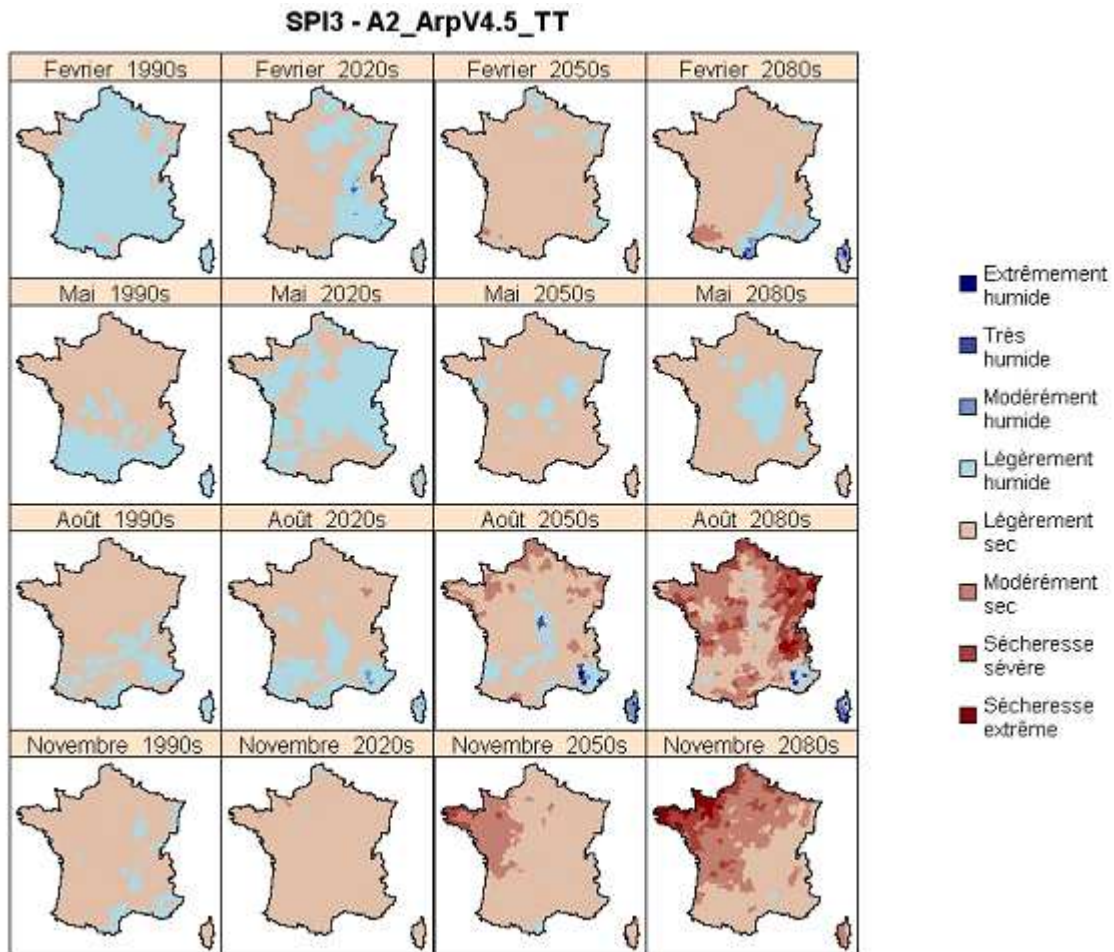 SPI3 - A2_ArpV4.5_TT
Fevrier 1990s
Fevrier 2020s
Fevrier 2050s
Fevrier 2080s
Mai 1990s
Mai 2020s
Mai 2050s
Mai 2080s
Août 1990s
Août 2020s
Août 2050s
Août 2080s
Novembre 1990s
Novembre 2020s
Novembre 2050s
Novembre 2080s
Extrêmement
humide
Très
humide
Modérément
humide
Légèrement
humide
Légèrement
sec
Modérément
sec
Sécheresse
sévère
Sécheresse
extrême